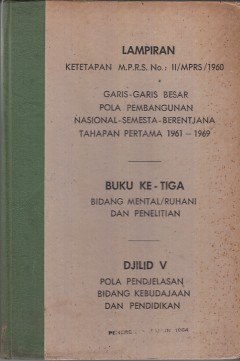 LAMPIRAN
KETETAPAN M.P.R.S. No.: II/MPRS/1960
GARIS-GARIS BESAR
POLA PEMBANGUNAN
NASIONAL-SEMESTA-BERENTJANA
TAHAPAN PERTAMA 1961 - 1969
BUKU KE-TIGA
BIDANG MENTAL/RUHANI
DAN PENELITIAN
DJILID V
POLA PENDJELASAN
BIDANG KEBUDAJAAN
DAN PENDIDIKAN